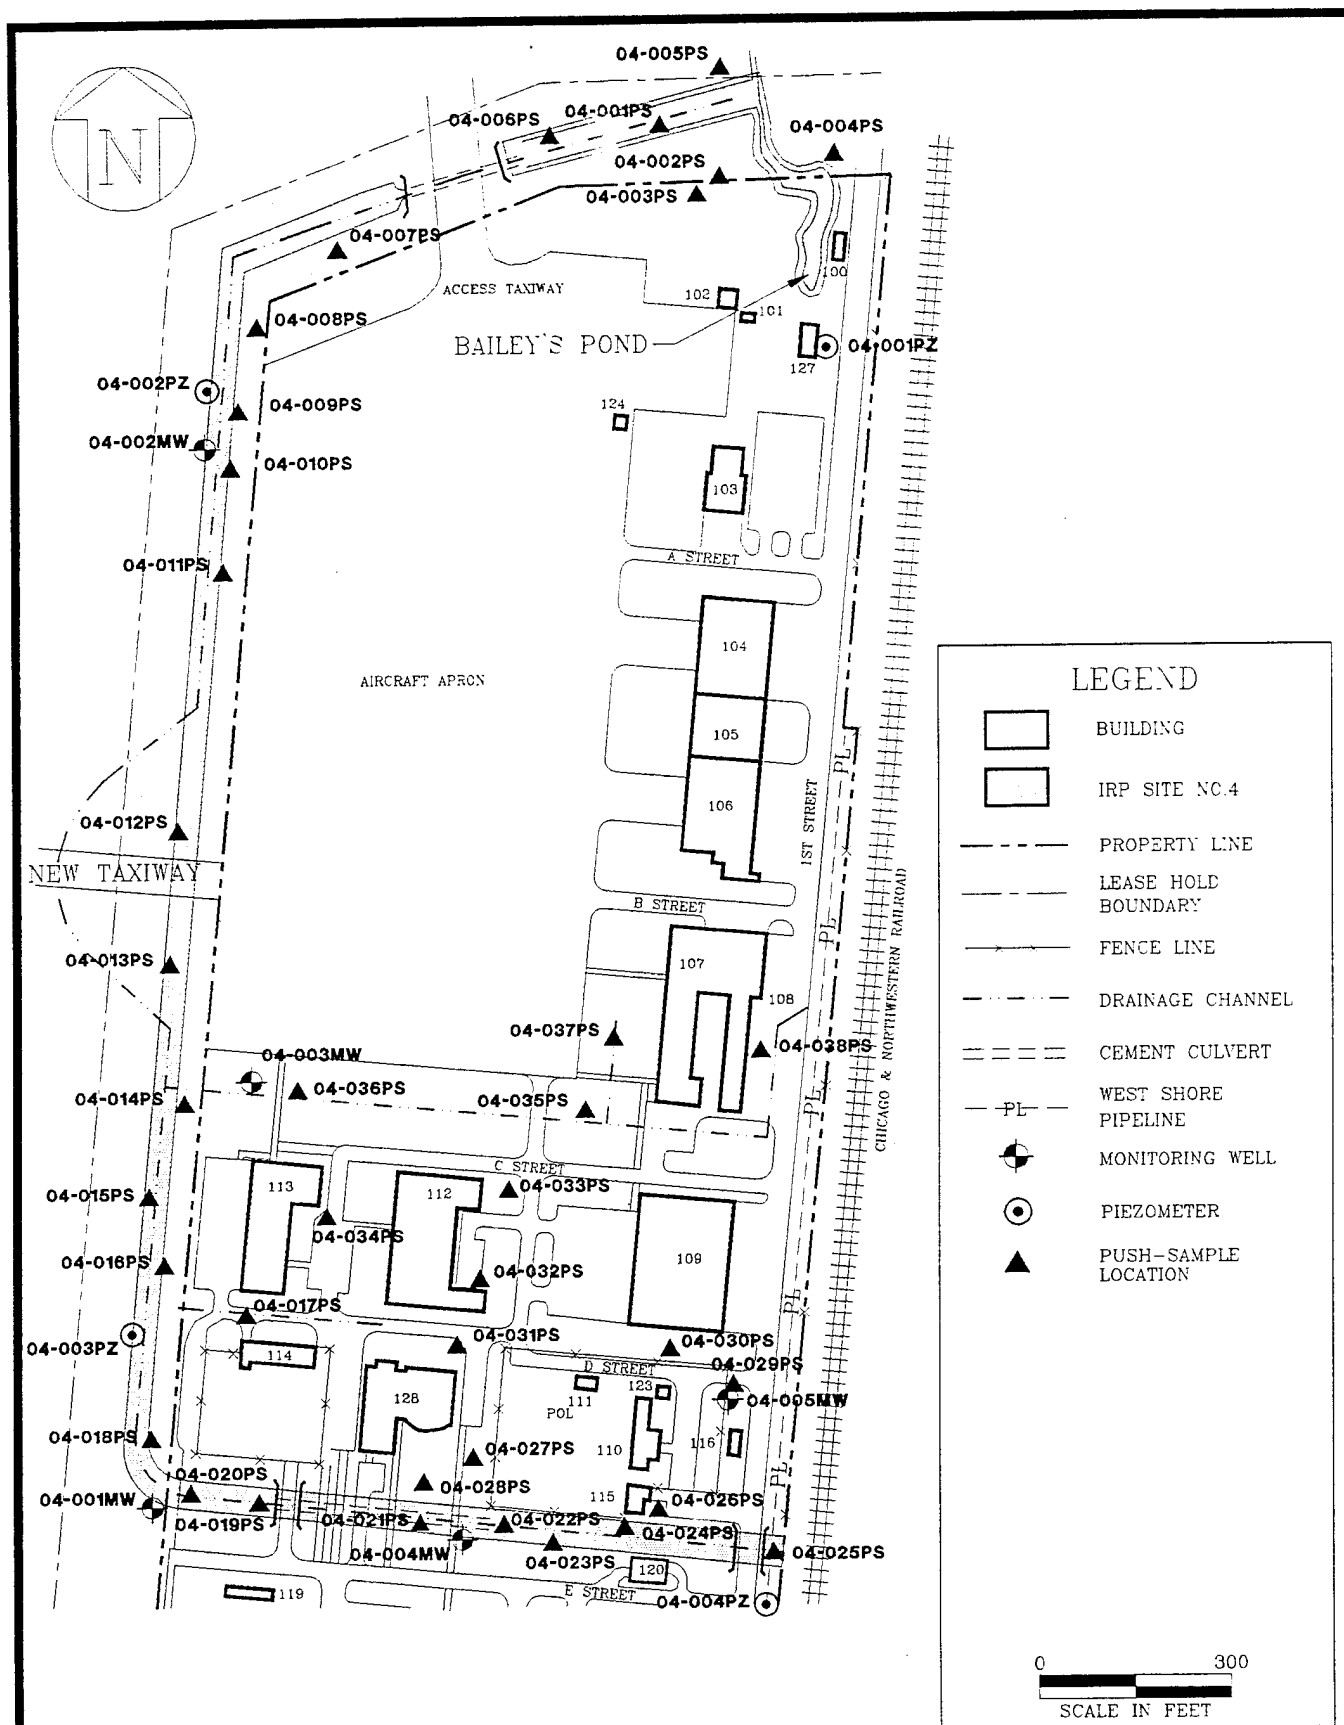 04-005PS
N
04-006PS
04-001PS
04-004PS
04-002PS
04-003PS
04-007PS
100
ACCESS TAXIWAY
102
101
04-008PS
BAILEY'S POND
04-001PZ
127
04-002PZ
04-009PS
124
04-002MW
04-010PS
103
A STREET
04-011PS
104
AIRCRAFT APRON
105
PL
106
1ST STREET
04-012PS
NEW TAXIWAY
B STREET
PL
CHICAGO & NORTHWESTERN RAILROAD
04-013PS
107
108
04-037PS
04-038PS
04-003MW
04-036PS
04-035PS
04-014PS
PL
C STREET
113
112
04-033PS
04-015PS
04-034PS
109
04-016PS
04-032PS
PL
04-017PS
04-031PS
04-030PS
04-003PZ
114
D STREET
04-029PS
111
123
04-005MW
128
POL
110
116
04-018PS
04-027PS
PL
04-020PS
04-028PS
115
04-026PS
04-001MW
04-019PS
04-021PS
04-022PS
04-024PS
04-004MW
04-023PS
04-025PS
120
119
E STREET
04-004PZ
LEGEND
BUILDING
IRP SITE NC.4
PROPERTY LINE
LEASE HOLD
BOUNDARY
FENCE LINE
DRAINAGE CHANNEL
CEMENT CULVERT
PL
WEST SHORE
PIPELINE
MONITORING WELL
PIEZOMETER
PUSH-SAMPLE
LOCATION
0 300
SCALE IN FEET